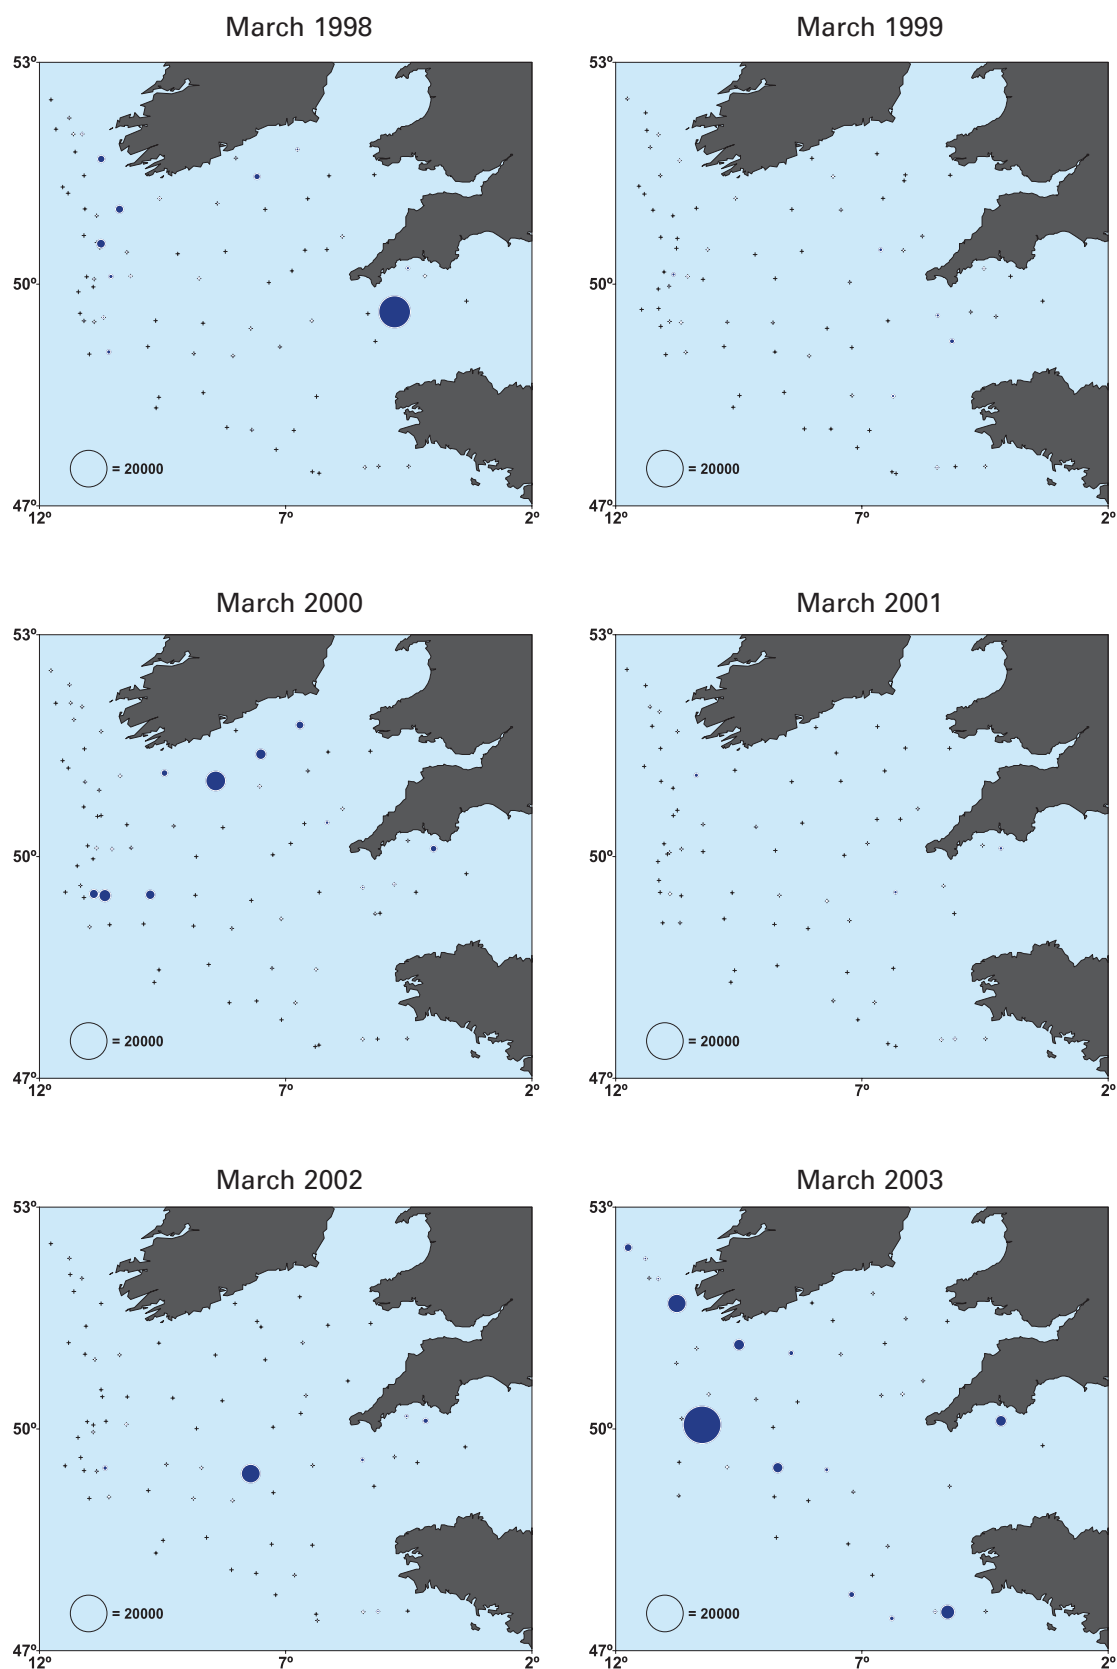 March 1998
March 1999
53º
53º
50º
50º
= 20000
= 20000
47º
47º
12º
7º
2º
12º
7º
2º
March 2000
March 2001
53º
53º
50º
50º
= 20000
= 20000
47º
47º
12º
7º
2º
12º
7º
2º
March 2002
March 2003
53º
53º
50º
50º
= 20000
= 20000
47º
47º
12º
7º
2º
12º
7º
2º